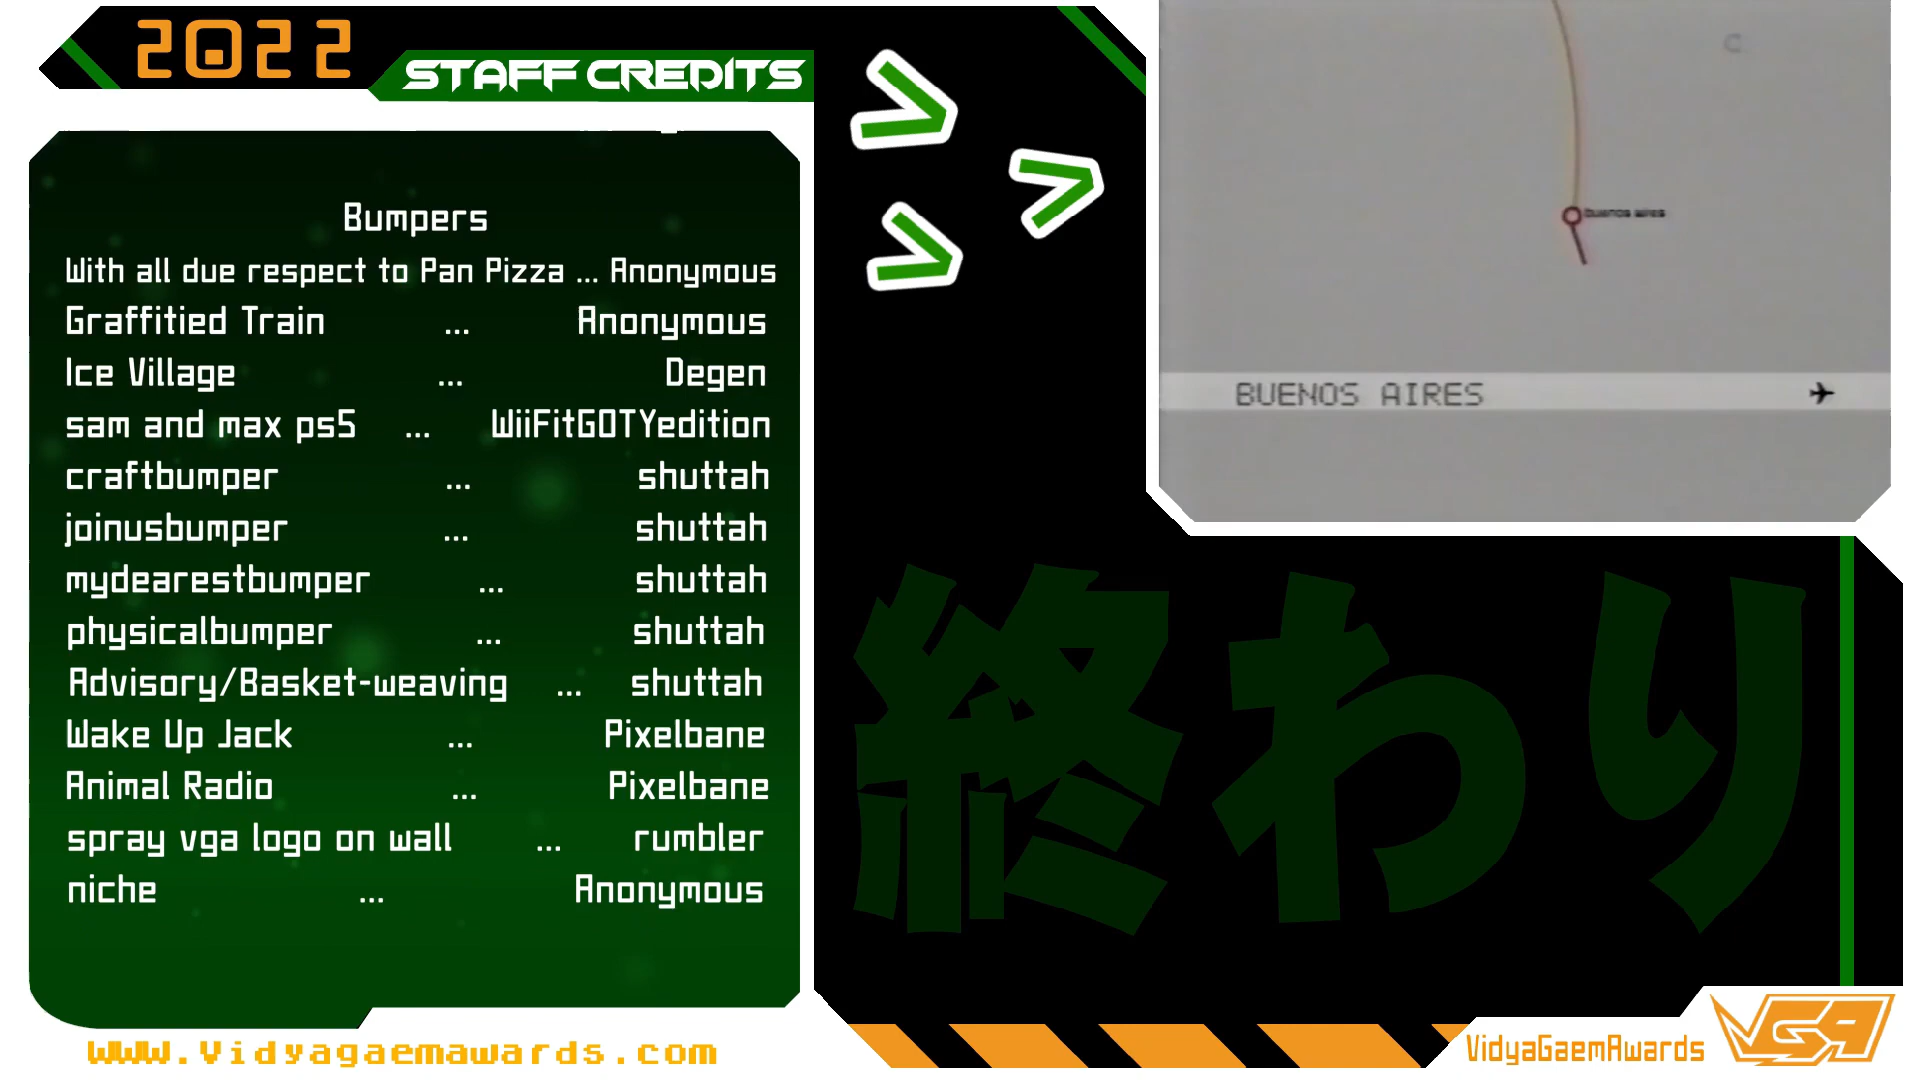 2022
STAFF CREDITS
Bumpers
With all due respect to Pan Pizza ... Anonymous
Graffitied Train ... Anonymous
Ice Village ... Degen
sam and max ps5 ... WiiFitGOTYedition
craftbumper ... shuttah
joinusbumper ... shuttah
mydearestbumper ... shuttah
physicalbumper ... shuttah
Advisory/Basket-weaving ... shuttah
Wake Up Jack ... Pixelbane
Animal Radio ... Pixelbane
spray vga logo on wall ... rumbler
niche ... Anonymous
www.Vidyagaemawards.com
buenos aires
BUENOS AIRES
終わり
VidyaGaemAwards
VGA